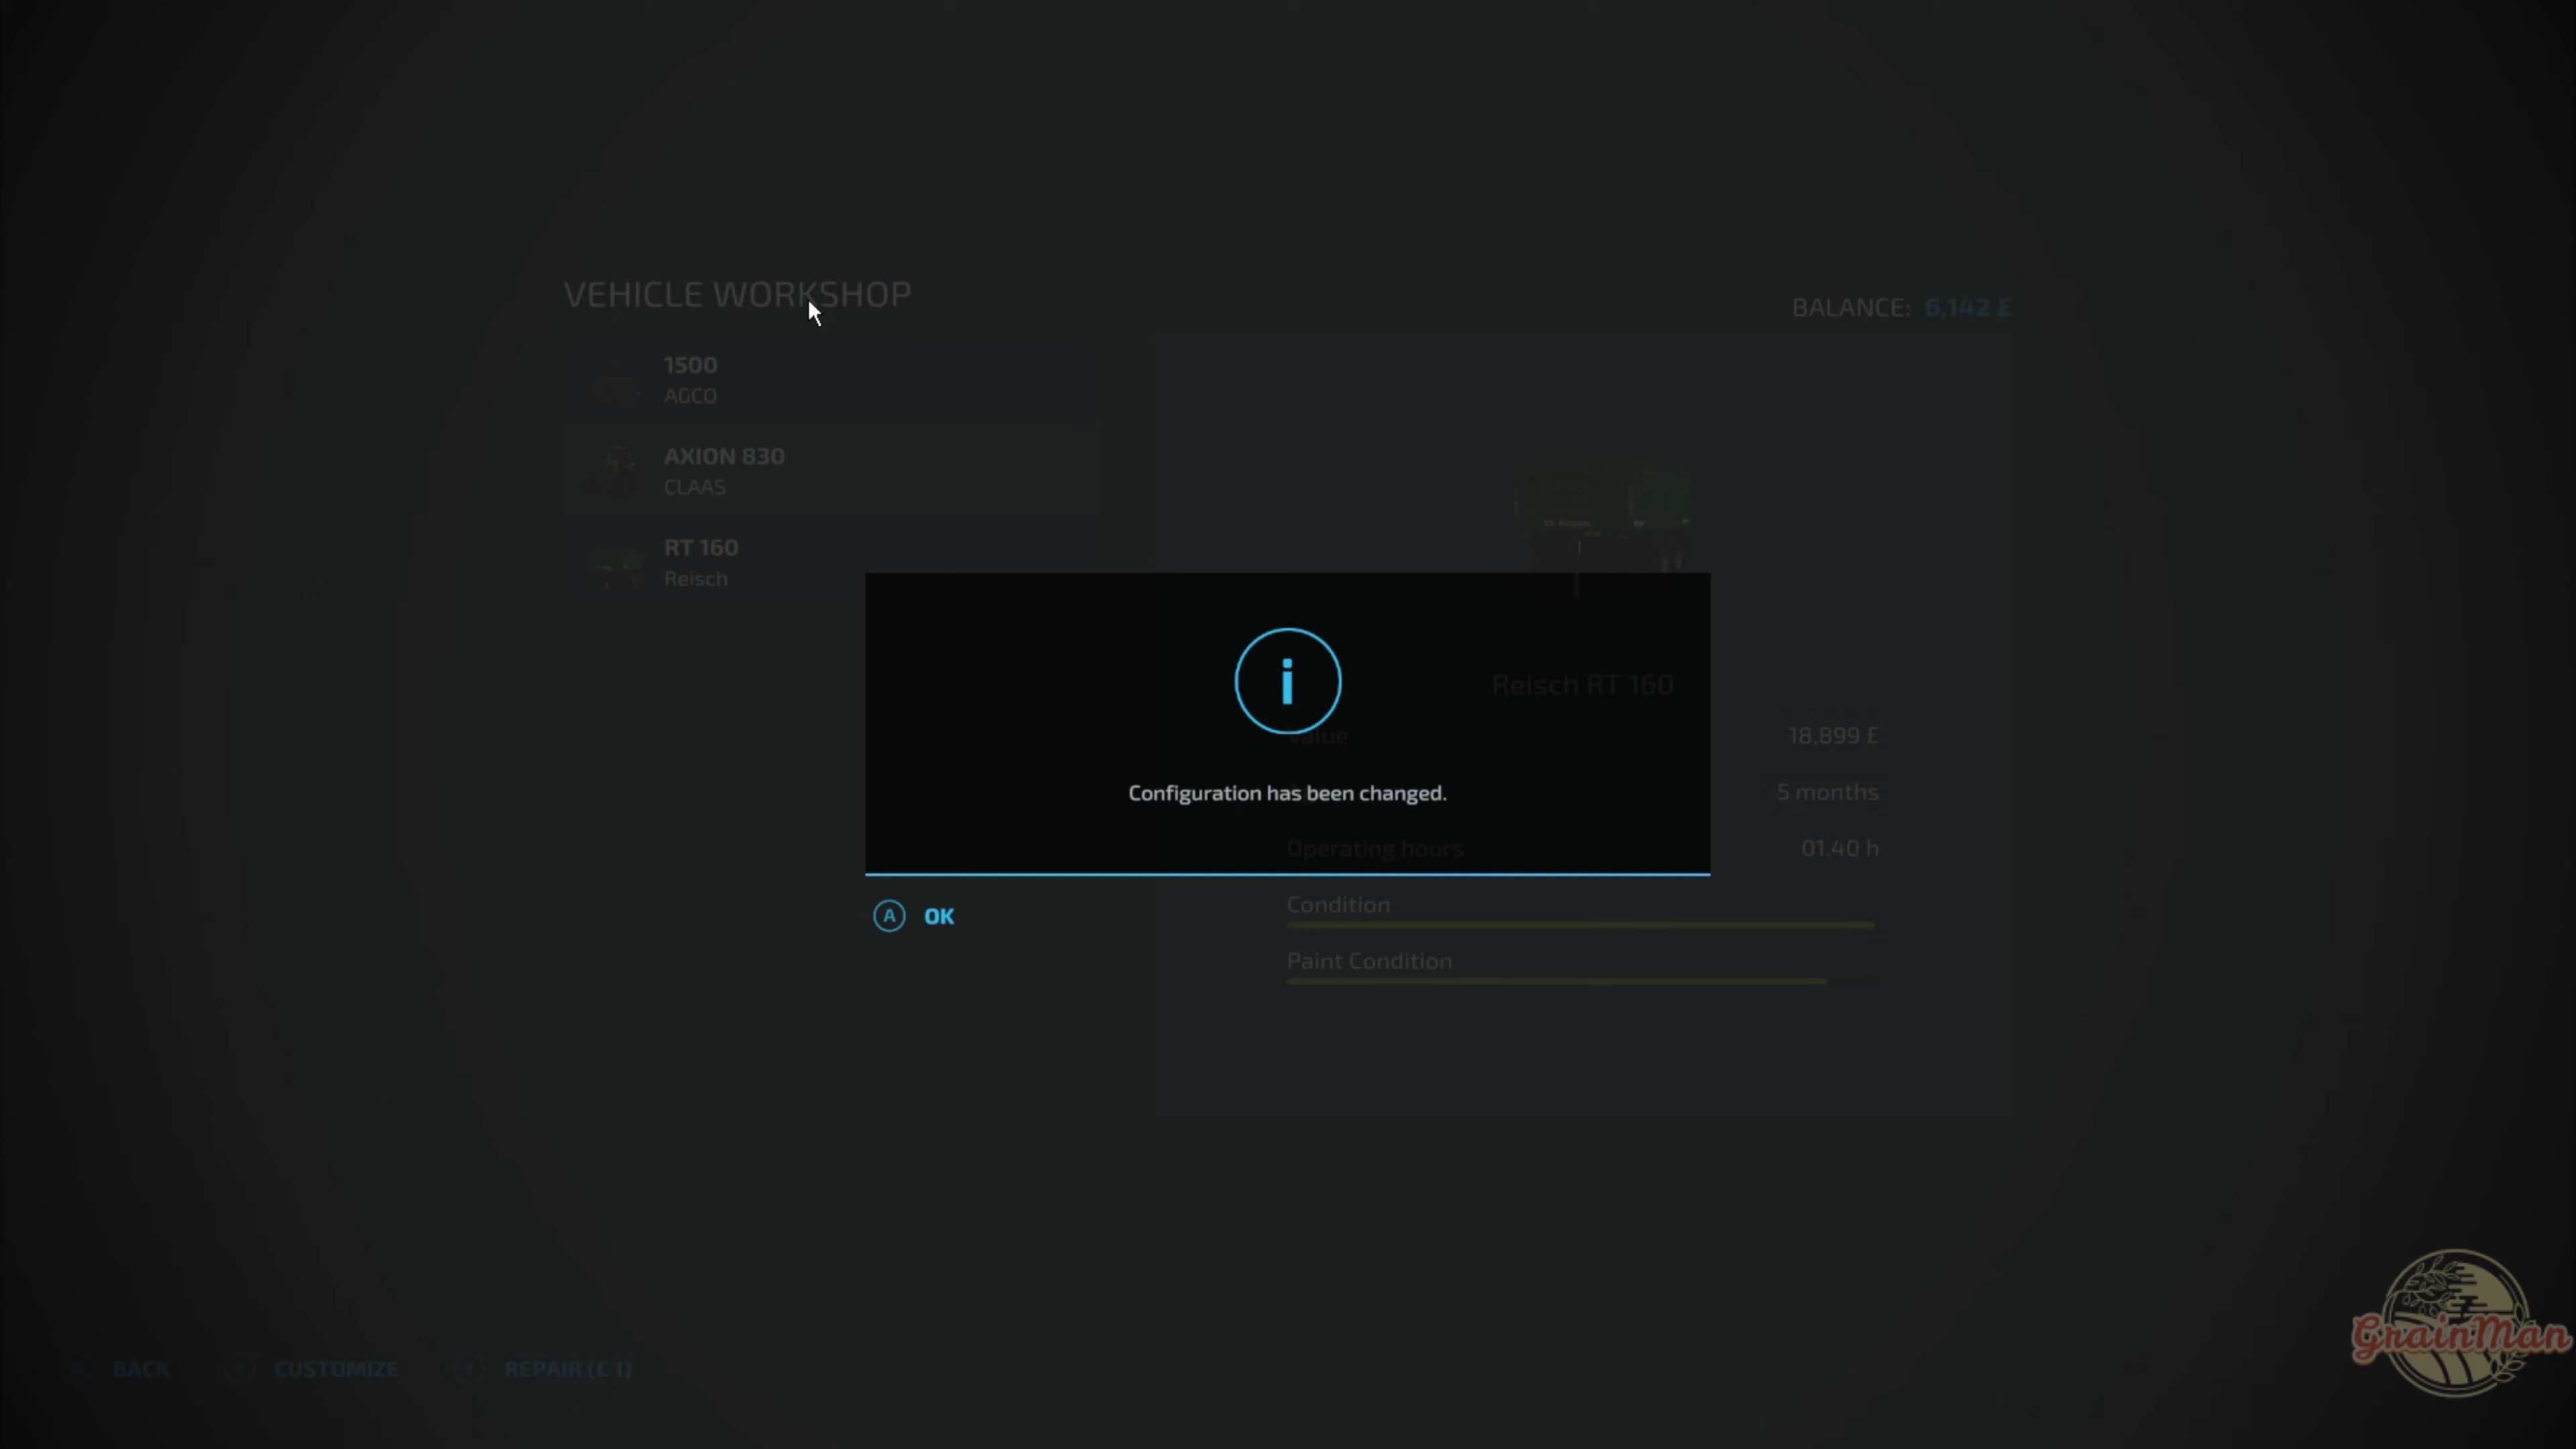 VEHICLE WORKSHOP
BALANCE: 6,142 £
1500
AGCO
AXION 830
CLAAS
RT 160
Reisch
Reisch RT 160
Value
18,899 £
Configuration has been changed.
5 months
Operating hours
01.40 h
Condition
A OK
Paint Condition
BACK
CUSTOMIZE
REPAIR (£ 1)
GrainMan